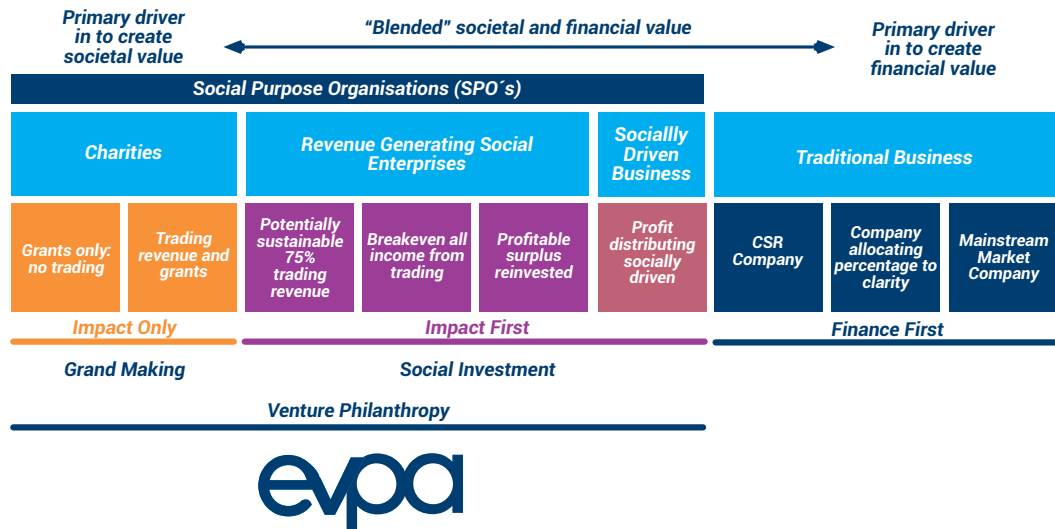 Primary driver
in to create
societal value
“Blended” societal and financial value
Primary driver
in to create
financial value
Social Purpose Organisations (SPO´s)
Charities
Revenue Generating Social
Enterprises
Sociallly
Driven
Business
Traditional Business
Grants only:
no trading
Trading
revenue and
grants
Potentially
sustainable
75%
trading
revenue
Breakeven all
income from
trading
Profitable
surplus
reinvested
Profit
distributing
socially
driven
CSR
Company
Company
allocating
percentage to
clarity
Mainstream
Market
Company
Impact Only
Impact First
Finance First
Grand Making
Social Investment
Venture Philanthropy
evpa